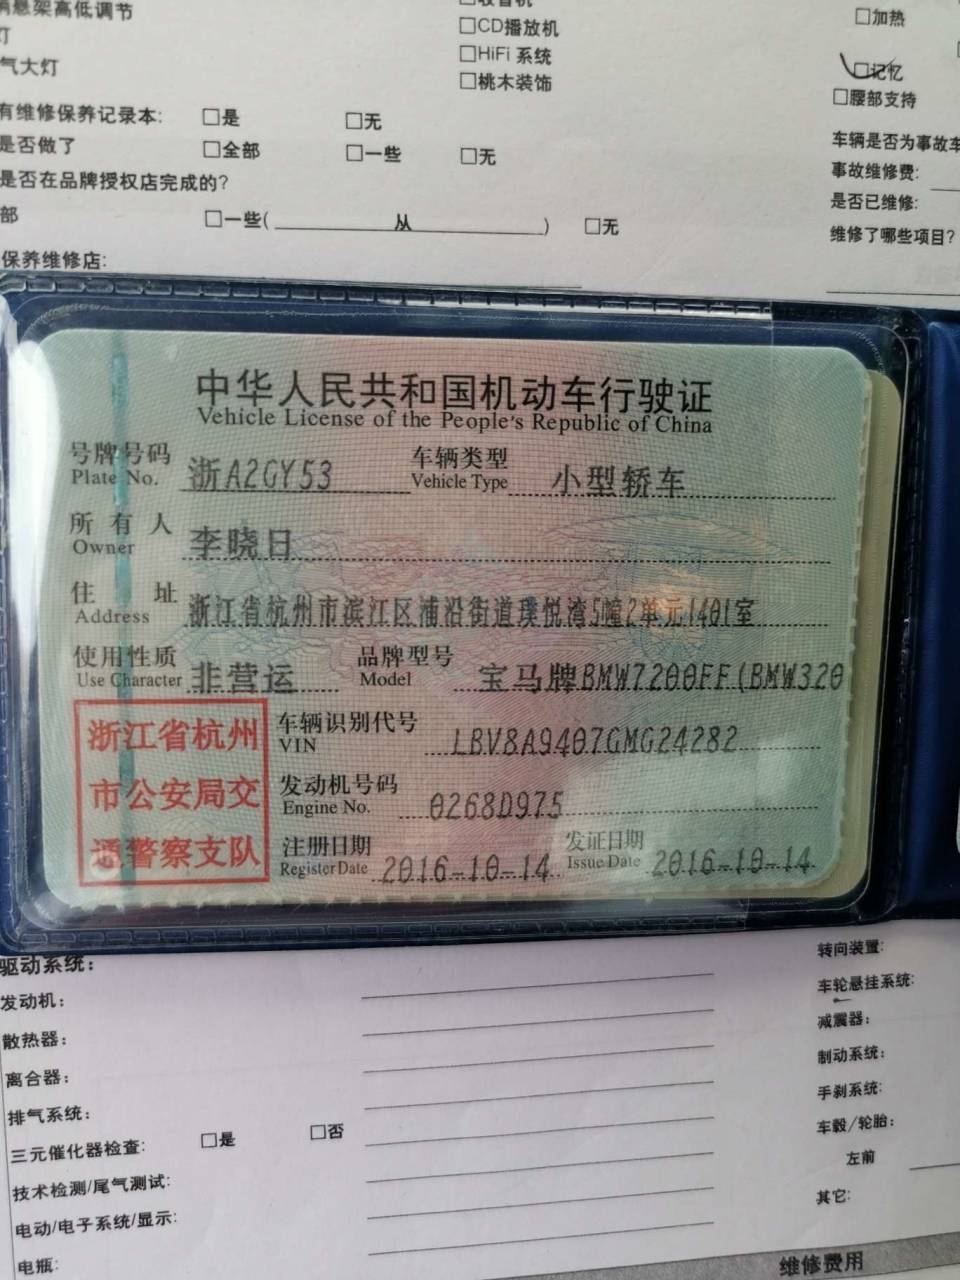 悬架高低调节
□CD播放机
□加热
灯
□HiFi 系统
气大灯
□记忆
□桃木装饰
□腰部支持
有维修保养记录本: □是 □无
车辆是否为事故车
是否做了 □全部 □一些 □无
事故维修费:
是否在品牌授权店完成的?
是否已维修:
部 □一些( 从 ) □无
维修了哪些项目?
保养维修店:
中华人民共和国机动车行驶证
Vehicle License of the People's Republic of China
号牌号码 浙A2GY53 车辆类型 小型轿车
Plate No. Vehicle Type
所有人 李晓日
Owner
住址 浙江省杭州市滨江区浦沿街道璞悦湾5幢2单元1401室
Address
使用性质 非营运 品牌型号 宝马牌BMW7200FF(BMW320
Use Character Model
浙江省杭州
市公安局交
通警察支队
车辆识别代号 LBV8A9407GMG24282
VIN
发动机号码 0268D975
Engine No.
注册日期 2016-10-14 发证日期 2016-10-14
Register Date Issue Date
驱动系统:
转向装置:
发动机:
车轮悬挂系统:
散热器:
减震器:
离合器:
制动系统:
排气系统:
手刹系统:
三元催化器检查: □是 □否
车毂/轮胎:
技术检测/尾气测试:
左前
电动/电子系统/显示:
其它:
电瓶:
维修费用